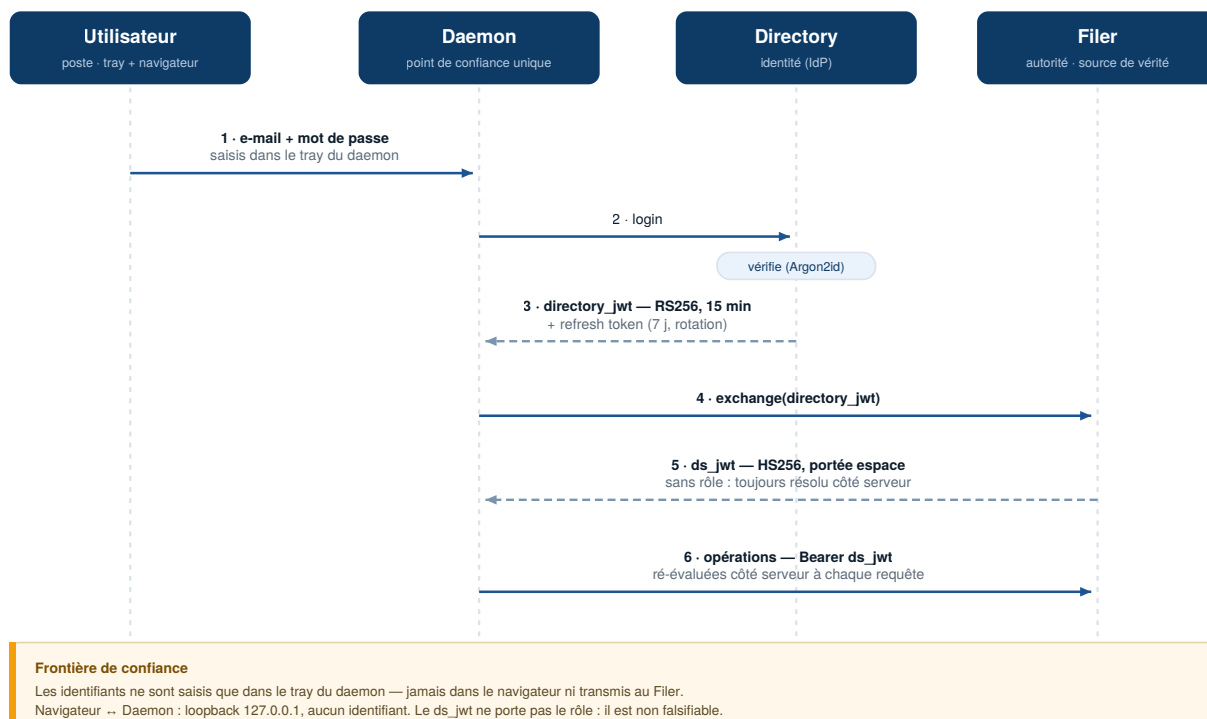 Utilisateur
poste · tray + navigateur
Daemon
point de confiance unique
Directory
identité (IdP)
Filer
autorité · source de vérité
1 · e-mail + mot de passe
saisis dans le tray du daemon
2 · login
vérifie (Argon2id)
3 · directory_jwt — RS256, 15 min
+ refresh token (7 j, rotation)
4 · exchange(directory_jwt)
5 · ds_jwt — HS256, portée espace
sans rôle : toujours résolu côté serveur
6 · opérations — Bearer ds_jwt
ré-évaluées côté serveur à chaque requête
Frontière de confiance
Les identifiants ne sont saisis que dans le tray du daemon — jamais dans le navigateur ni transmis au Filer.
Navigateur ↔ Daemon : loopback 127.0.0.1, aucun identifiant. Le ds_jwt ne porte pas le rôle : il est non falsifiable.